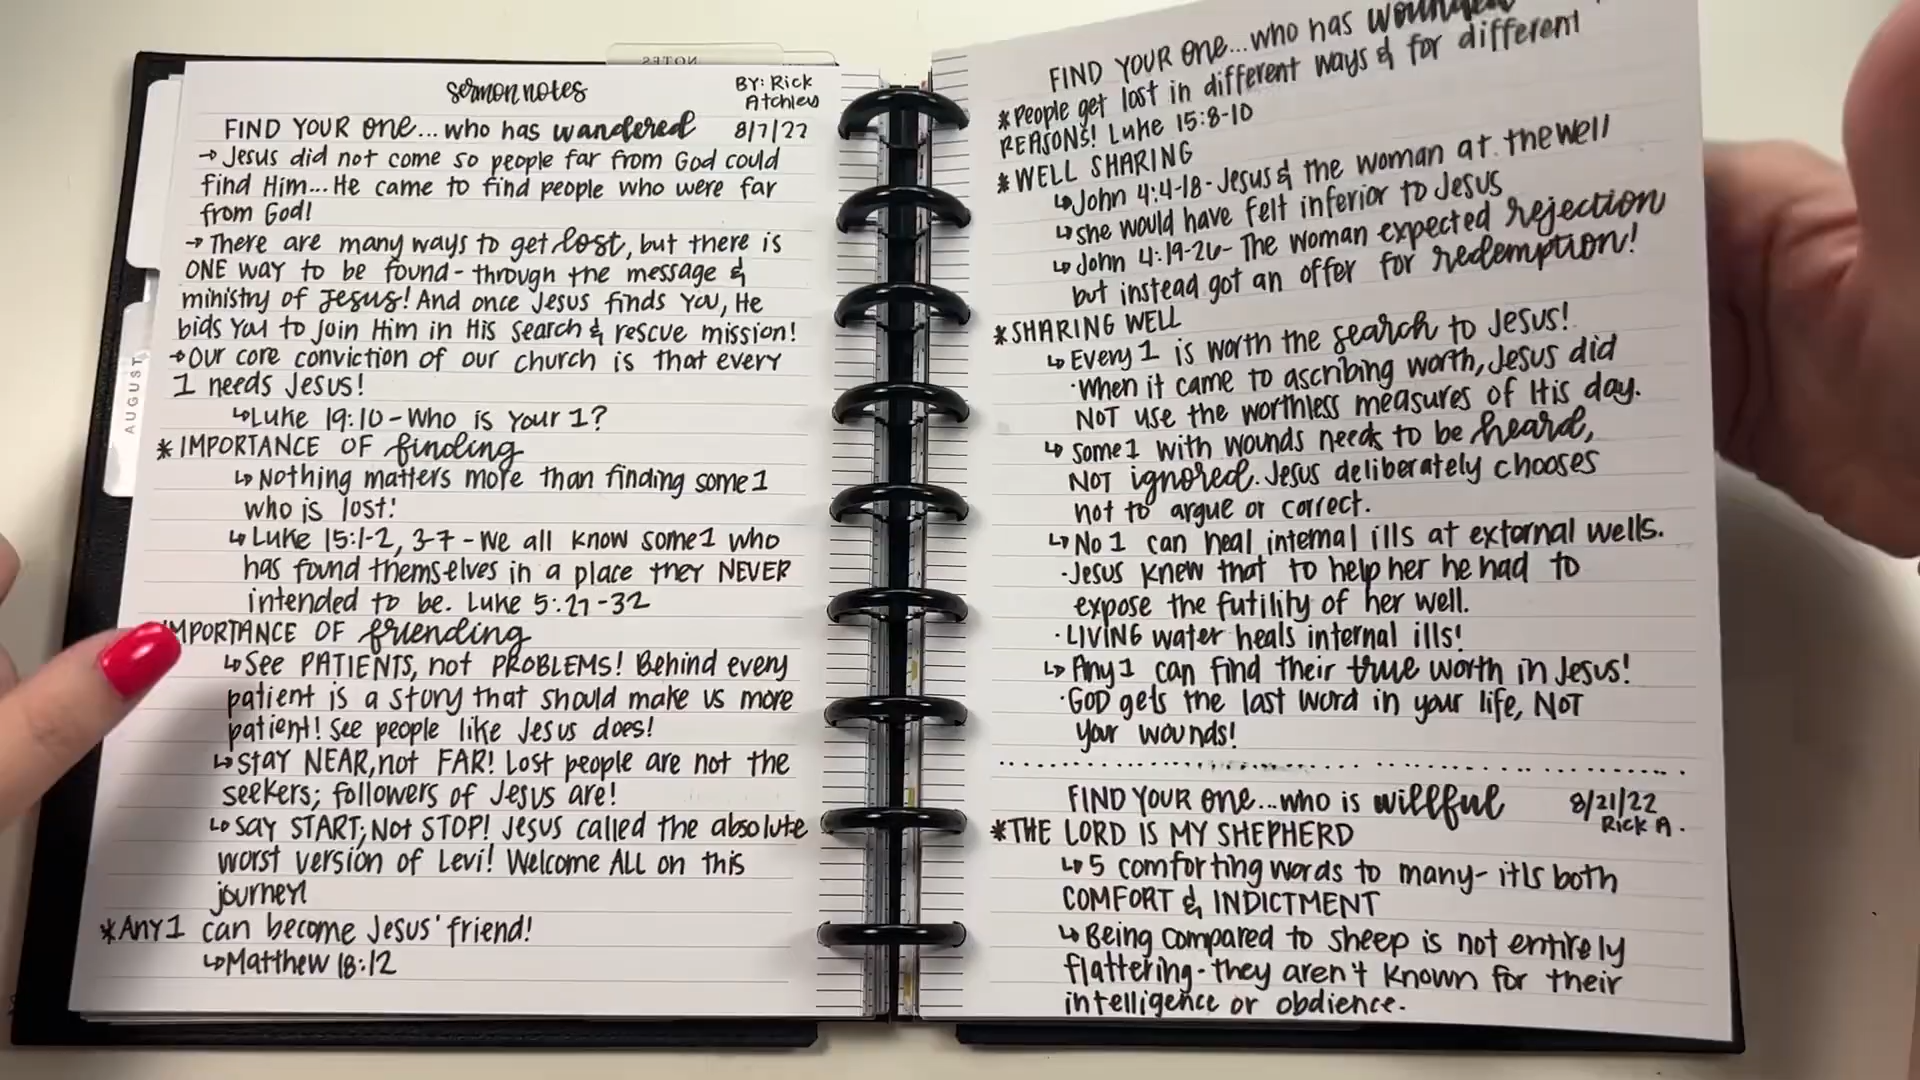 NOTES
AUGUST
sermon notes
BY: Rick
Atchley
FIND YOUR one... who has wandered
8/7/22
→ Jesus did not come so people far from God could
find Him... He came to find people who were far
from God!
→ There are many ways to get lost, but there is
ONE WAY to be found - through the message &
ministry of Jesus! And once Jesus finds you, He
bids you to join Him in His search & rescue mission!
→ Our core conviction of our church is that every
1 needs Jesus!
↳ Luke 19:10 - Who is your 1?
* IMPORTANCE OF finding
↳ Nothing matters more than finding some1
who is lost!
↳ Luke 15:1-2, 3-7 - we all know some1 who
has found themselves in a place they NEVER
intended to be. Luke 5:27-32
IMPORTANCE OF friending
↳ See PATIENTS, not PROBLEMS! Behind every
patient is a story that should make us more
patient! See people like Jesus does!
↳ Stay NEAR, not FAR! Lost people are not the
seekers; followers of Jesus are!
↳ Say START; Not STOP! Jesus called the absolute
worst version of Levi! Welcome ALL on this
journey!
* Any1 can become Jesus' friend!
↳ Matthew 18:12
FIND YOUR one... who has wounded
* People get lost in different ways & for different
REASONS! Luke 15:8-10
* WELL SHARING
↳ John 4:4-18 - Jesus & the woman at the well
↳ she would have felt inferior to Jesus
↳ John 4:19-26 - The woman expected rejection
but instead got an offer for redemption!
* SHARING WELL
↳ Every 1 is worth the search to Jesus!
· When it came to ascribing worth, Jesus did
NOT use the worthless measures of His day.
↳ some1 with wounds needs to be heard,
NOT ignored. Jesus deliberately chooses
not to argue or correct.
↳ No 1 can heal internal ills at external wells.
· Jesus knew that to help her he had to
expose the futility of her well.
· LIVING water heals internal ills!
↳ Any1 can find their true worth in Jesus!
· GOD gets the last word in your life, NOT
your wounds!
FIND YOUR one... who is willful
8/21/22
Rick A.
* THE LORD IS MY SHEPHERD
↳ 5 comforting words to many - itIs both
COMFORT & INDICTMENT
↳ Being compared to sheep is not entirely
flattering - they aren't known for their
intelligence or obdience.